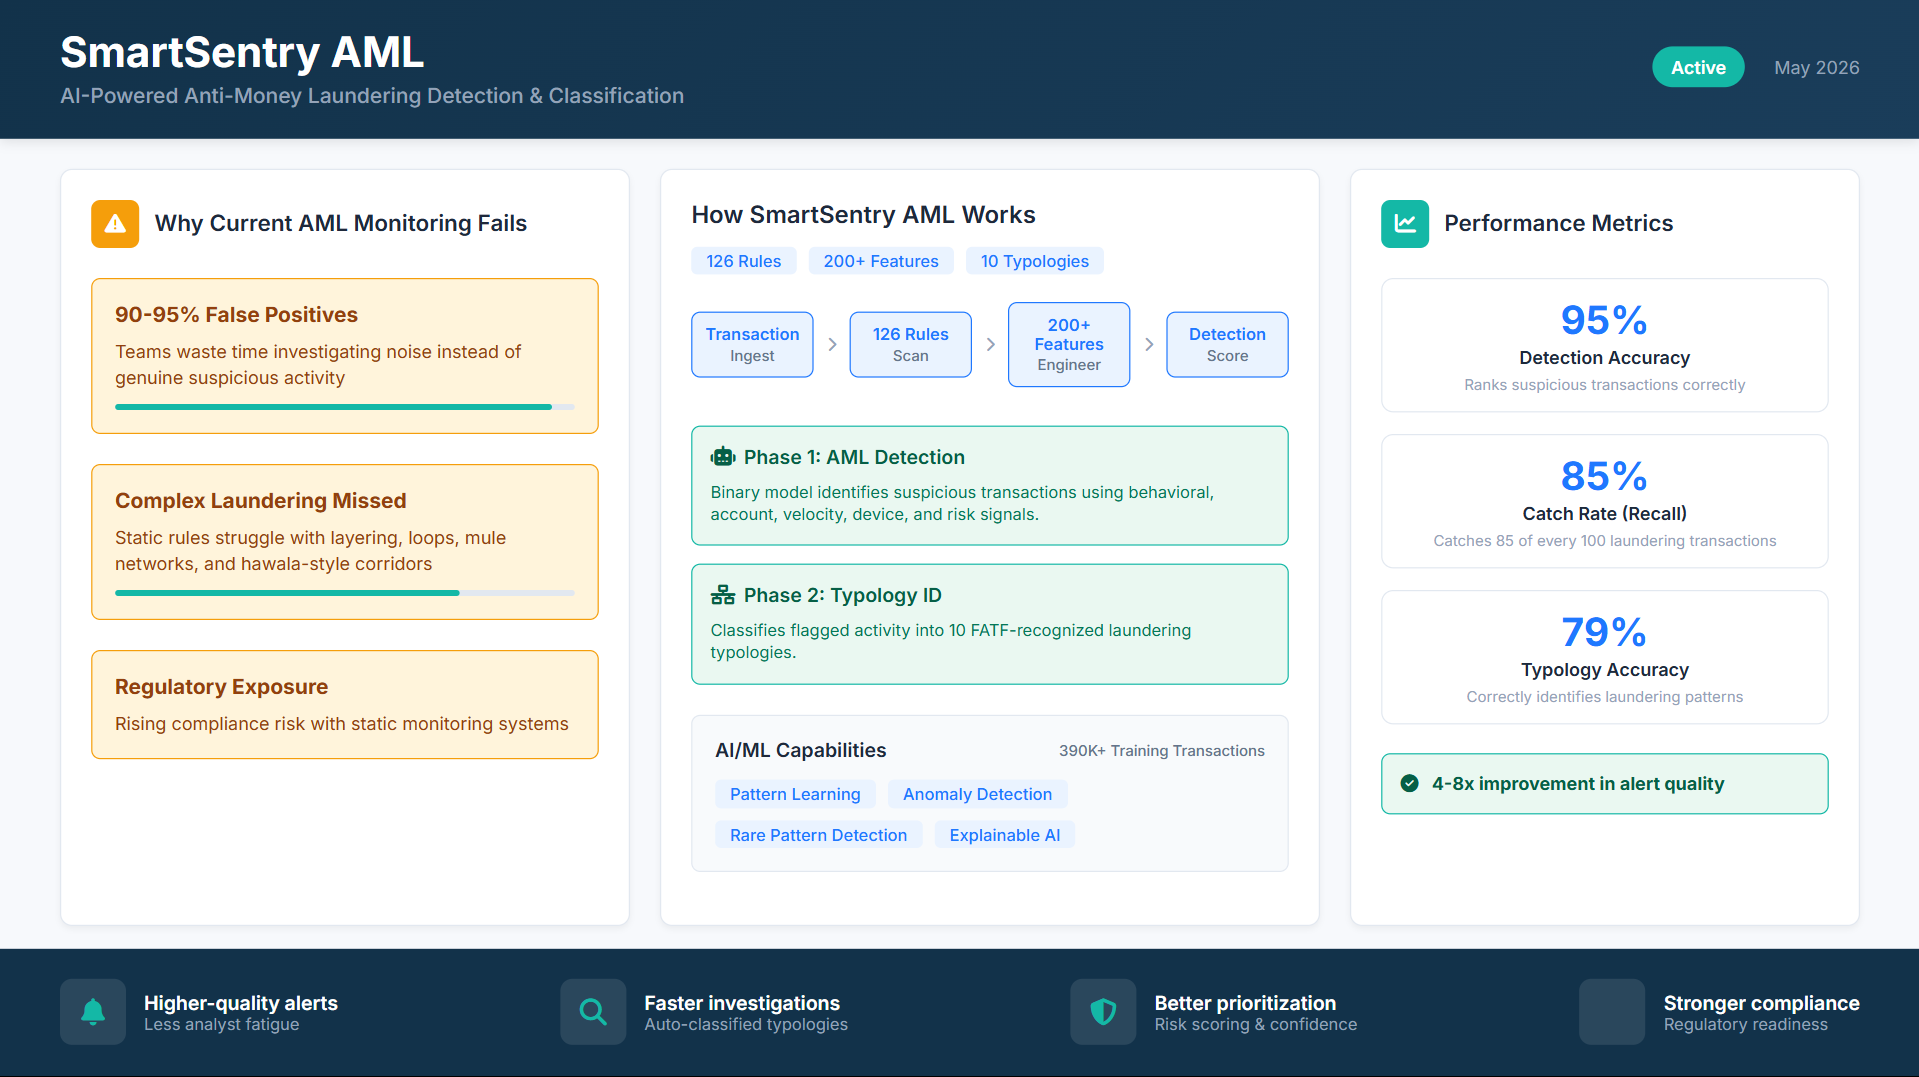 SmartSentry AML
AI-Powered Anti-Money Laundering Detection & Classification
Active
May 2026
Why Current AML Monitoring Fails
90-95% False Positives
Teams waste time investigating noise instead of
genuine suspicious activity
Complex Laundering Missed
Static rules struggle with layering, loops, mule
networks, and hawala-style corridors
Regulatory Exposure
Rising compliance risk with static monitoring systems
How SmartSentry AML Works
126 Rules
200+ Features
10 Typologies
Transaction
Ingest
126 Rules
Scan
200+
Features
Engineer
Detection
Score
Phase 1: AML Detection
Binary model identifies suspicious transactions using behavioral,
account, velocity, device, and risk signals.
Phase 2: Typology ID
Classifies flagged activity into 10 FATF-recognized laundering
typologies.
AI/ML Capabilities
390K+ Training Transactions
Pattern Learning
Anomaly Detection
Rare Pattern Detection
Explainable AI
Performance Metrics
95%
Detection Accuracy
Ranks suspicious transactions correctly
85%
Catch Rate (Recall)
Catches 85 of every 100 laundering transactions
79%
Typology Accuracy
Correctly identifies laundering patterns
4-8x improvement in alert quality
Higher-quality alerts
Less analyst fatigue
Faster investigations
Auto-classified typologies
Better prioritization
Risk scoring & confidence
Stronger compliance
Regulatory readiness